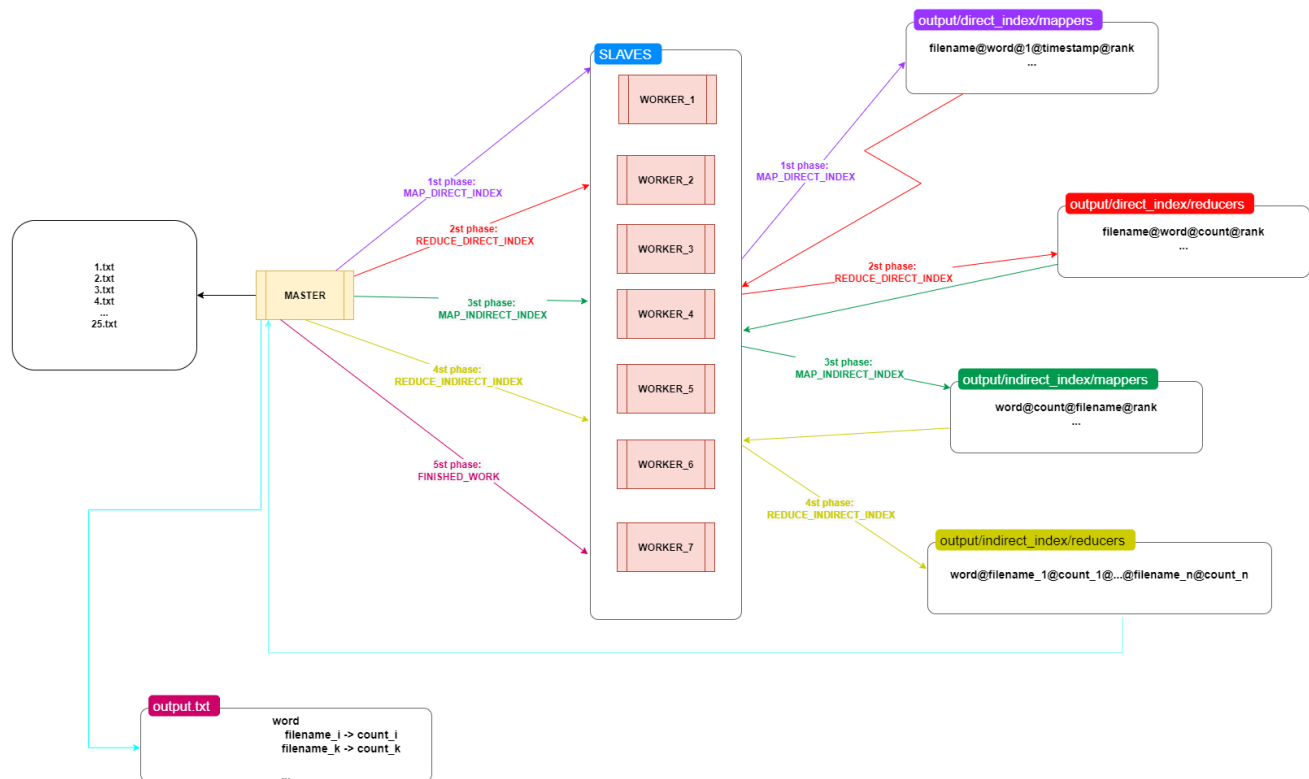 output/direct_index/mappers
filename@word@1@timestamp@rank
...
SLAVES
WORKER_1
WORKER_2
WORKER_3
WORKER_4
WORKER_5
WORKER_6
WORKER_7
1st phase:
MAP_DIRECT_INDEX
2st phase:
REDUCE_DIRECT_INDEX
3st phase:
MAP_INDIRECT_INDEX
4st phase:
REDUCE_INDIRECT_INDEX
5st phase:
FINISHED_WORK
1.txt
2.txt
3.txt
4.txt
...
25.txt
MASTER
1st phase:
MAP_DIRECT_INDEX
output/direct_index/reducers
filename@word@count@rank
...
2st phase:
REDUCE_DIRECT_INDEX
3st phase:
MAP_INDIRECT_INDEX
output/indirect_index/mappers
word@count@filename@rank
...
4st phase:
REDUCE_INDIRECT_INDEX
output/indirect_index/reducers
word@filename_1@count_1@...@filename_n@count_n
output.txt
word
filename_i -> count_i
filename_k -> count_k
...